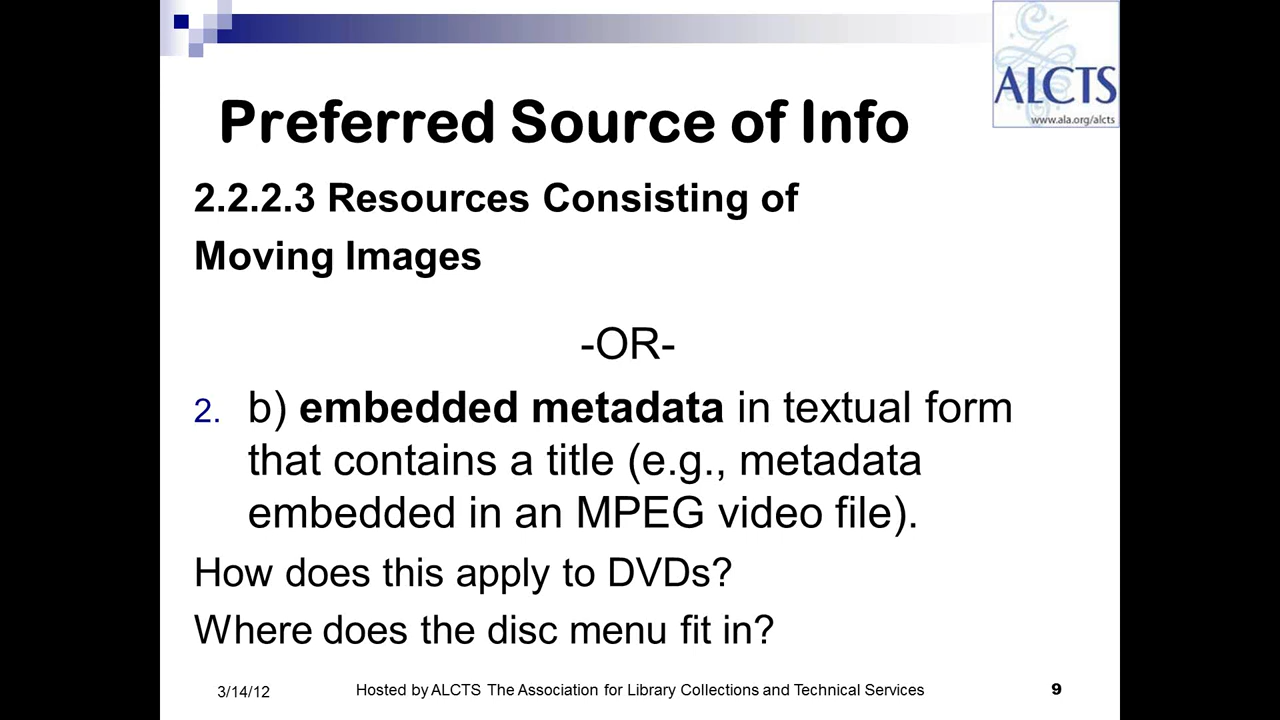 ALCTS
www.ala.org/alcts
Preferred Source of Info
2.2.2.3 Resources Consisting of
Moving Images
-OR-
2. b) embedded metadata in textual form
that contains a title (e.g., metadata
embedded in an MPEG video file).
How does this apply to DVDs?
Where does the disc menu fit in?
3/14/12 Hosted by ALCTS The Association for Library Collections and Technical Services 9